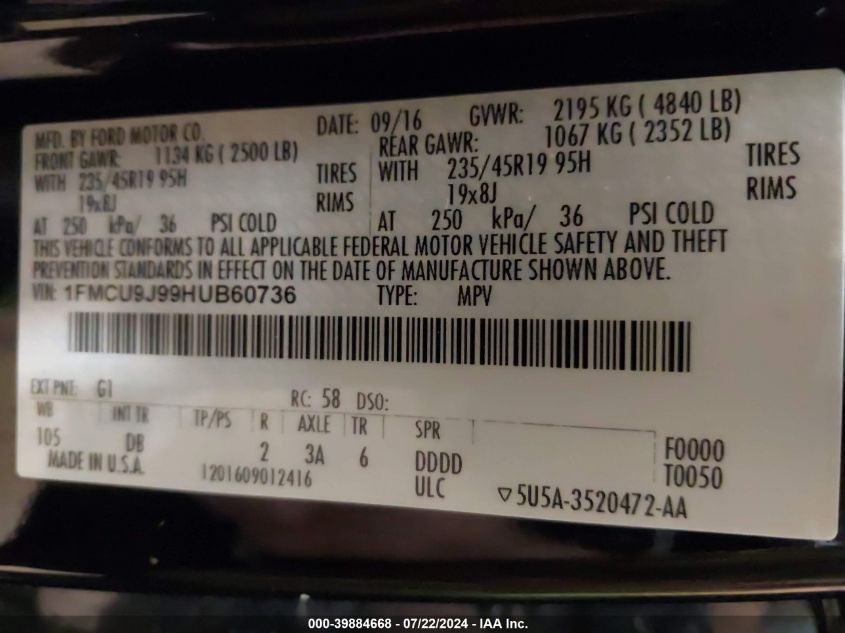 MFD. BY FORD MOTOR CO. DATE: 09/16 GVWR: 2195 KG ( 4840 LB)
FRONT GAWR: 1134 KG ( 2500 LB) REAR GAWR: 1067 KG ( 2352 LB)
WITH 235/45R19 95H TIRES WITH 235/45R19 95H TIRES
19x8J RIMS 19x8J RIMS
AT 250 kPa/ 36 PSI COLD AT 250 kPa/ 36 PSI COLD
THIS VEHICLE CONFORMS TO ALL APPLICABLE FEDERAL MOTOR VEHICLE SAFETY AND THEFT
PREVENTION STANDARDS IN EFFECT ON THE DATE OF MANUFACTURE SHOWN ABOVE.
VIN: 1FMCU9J99HUB60736 TYPE: MPV
EXT PNT: G1 RC: 58 DSO:
WB INT TR TP/PS R AXLE TR SPR
105 DB 2 3A 6 DDDD F0000
MADE IN U.S.A. 1201609012416 ULC T0050
▽5U5A-3520472-AA
000-39884668 - 07/22/2024 - IAA Inc.